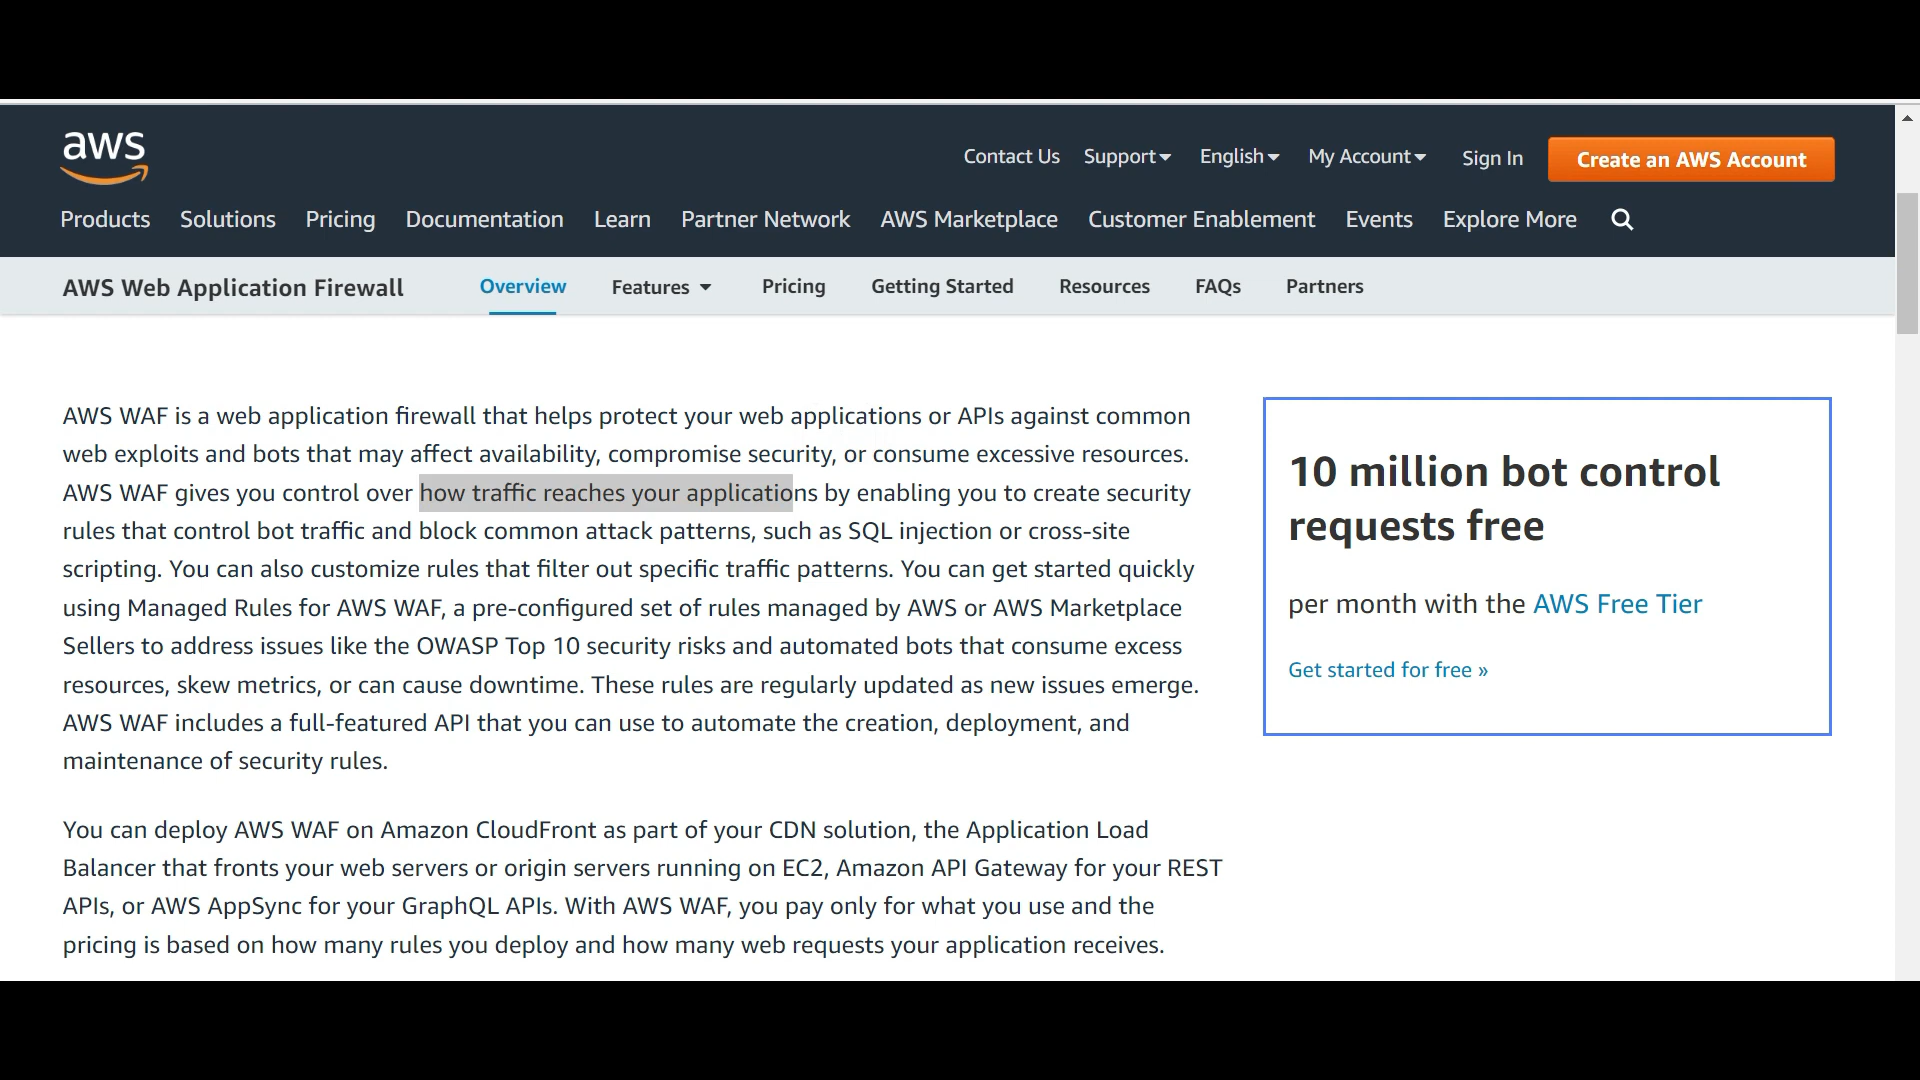 aws
Contact Us Support English My Account Sign In Create an AWS Account
Products Solutions Pricing Documentation Learn Partner Network AWS Marketplace Customer Enablement Events Explore More
AWS Web Application Firewall Overview Features Pricing Getting Started Resources FAQs Partners
AWS WAF is a web application firewall that helps protect your web applications or APIs against common
web exploits and bots that may affect availability, compromise security, or consume excessive resources.
AWS WAF gives you control over how traffic reaches your applications by enabling you to create security
rules that control bot traffic and block common attack patterns, such as SQL injection or cross-site
scripting. You can also customize rules that filter out specific traffic patterns. You can get started quickly
using Managed Rules for AWS WAF, a pre-configured set of rules managed by AWS or AWS Marketplace
Sellers to address issues like the OWASP Top 10 security risks and automated bots that consume excess
resources, skew metrics, or can cause downtime. These rules are regularly updated as new issues emerge.
AWS WAF includes a full-featured API that you can use to automate the creation, deployment, and
maintenance of security rules.
You can deploy AWS WAF on Amazon CloudFront as part of your CDN solution, the Application Load
Balancer that fronts your web servers or origin servers running on EC2, Amazon API Gateway for your REST
APIs, or AWS AppSync for your GraphQL APIs. With AWS WAF, you pay only for what you use and the
pricing is based on how many rules you deploy and how many web requests your application receives.
10 million bot control
requests free
per month with the AWS Free Tier
Get started for free »